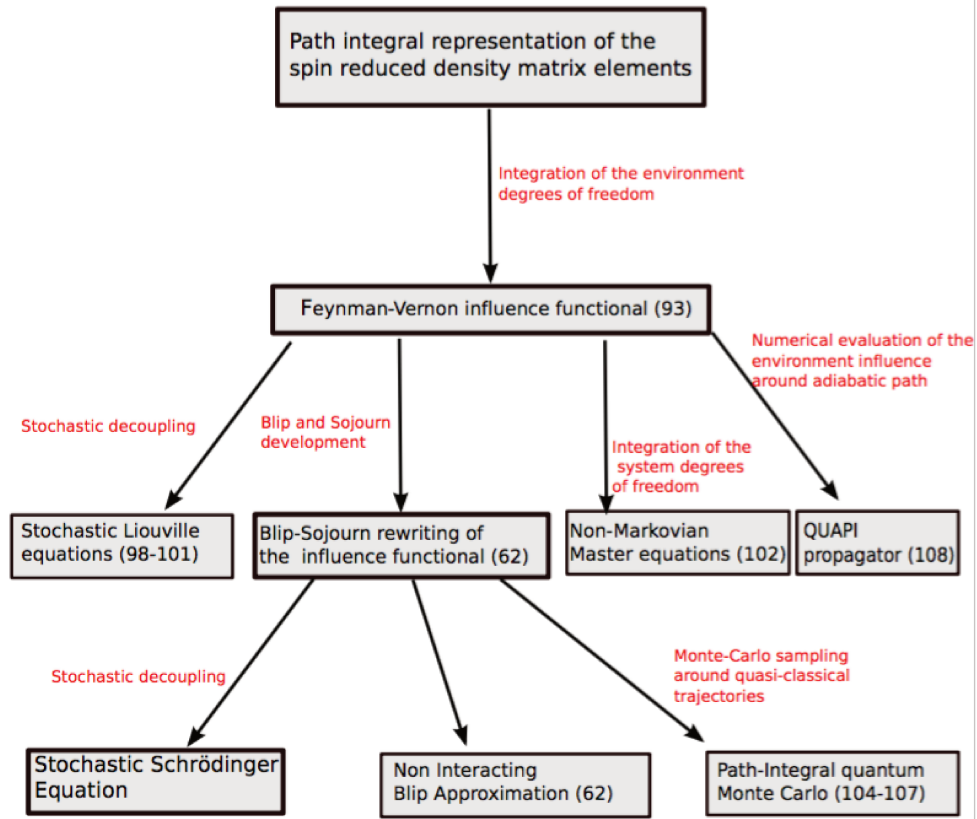 Path integral representation of the
spin reduced density matrix elements
Integration of the environment
degrees of freedom
Feynman-Vernon influence functional (93)
Numerical evaluation of the
environment influence
around adiabatic path
Stochastic decoupling
Blip and Sojourn
development
Integration of the
system degrees
of freedom
Stochastic Liouville
equations (98-101)
Blip-Sojourn rewriting of
the influence functional (62)
Non-Markovian
Master equations (102)
QUAPI
propagator (108)
Stochastic decoupling
Monte-Carlo sampling
around quasi-classical
trajectories
Stochastic Schrödinger
Equation
Non Interacting
Blip Approximation (62)
Path-Integral quantum
Monte Carlo (104-107)